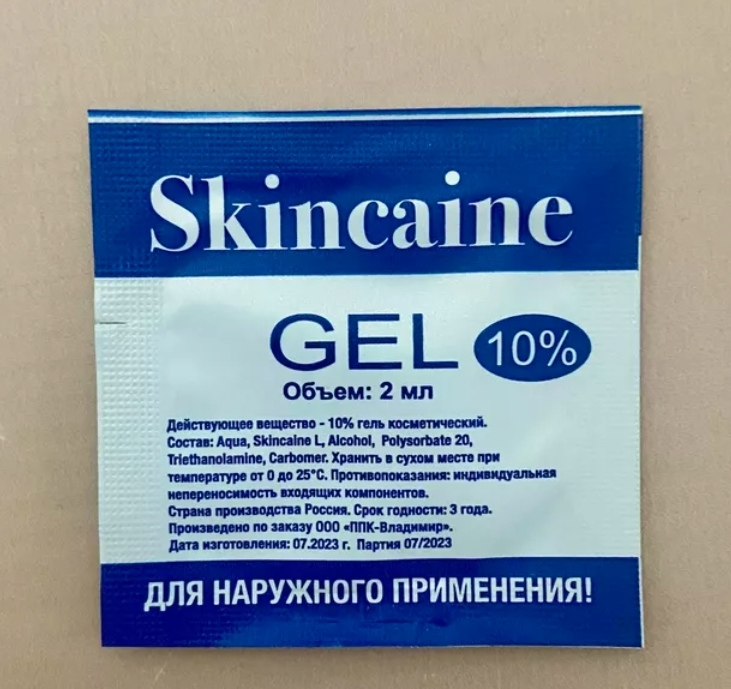 Skincaine
GEL 10%
Объем: 2 мл
Действующее вещество - 10% гель косметический.
Состав: Aqua, Skincaine L, Alcohol, Polysorbate 20,
Triethanolamine, Carbomer. Хранить в сухом месте при
температуре от 0 до 25°C. Противопоказания: индивидуальная
непереносимость входящих компонентов.
Страна производства Россия. Срок годности: 3 года.
Произведено по заказу ООО «ППК-Владимир».
Дата изготовления: 07.2023 г. Партия 07/2023
ДЛЯ НАРУЖНОГО ПРИМЕНЕНИЯ!